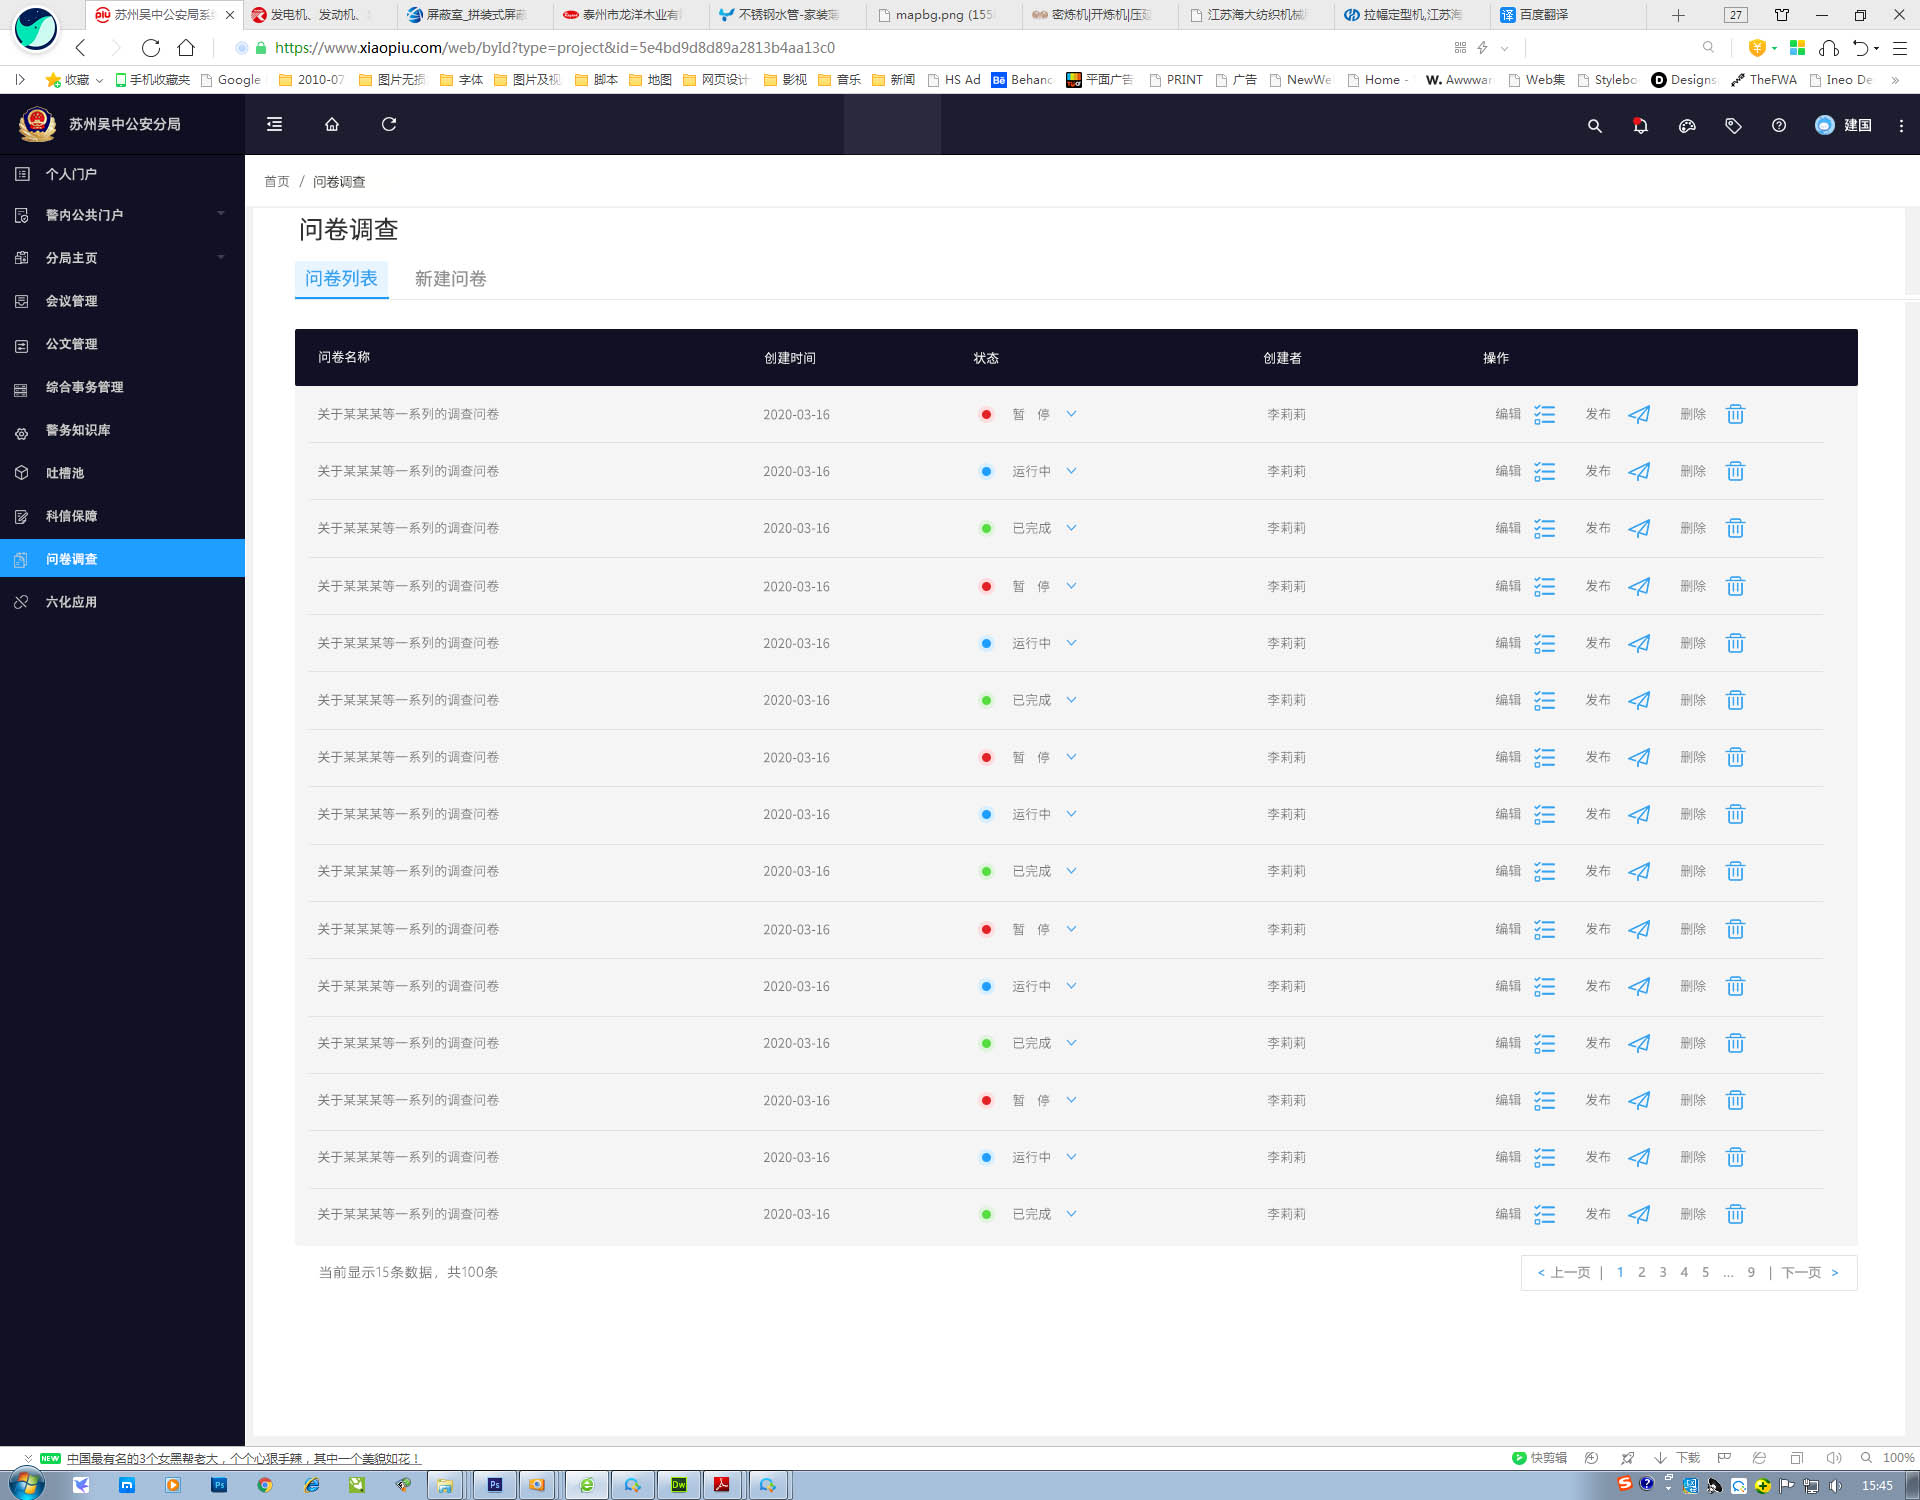 苏州吴中公安局系统
发电机、发动机、
屏蔽室_拼装式屏蔽
泰州市龙洋木业有
不锈钢水管-家装
mapbg.png (155
密炼机|开炼机|压
江苏海大纺织机械
拉幅定型机,江苏海
百度翻译
27
https://www.xiaopiu.com/web/byId?type=project&id=5e4bd9d8d89a2813b4aa13c0
收藏 手机收藏夹 Google 2010-07 图片无损 字体 图片及视 脚本 地图 网页设计 影视 音乐 新闻 HS Ad Behanc 平面广告 PRINT 广告 NewWe Home - Awwwar Web集 Stylebo Designs TheFWA Ineo De
苏州吴中公安分局
建国
个人门户
警内公共门户
分局主页
会议管理
公文管理
综合事务管理
警务知识库
吐槽池
科信保障
问卷调查
六化应用
首页 / 问卷调查
问卷调查
问卷列表 新建问卷
问卷名称 创建时间 状态 创建者 操作
关于某某某等一系列的调查问卷 2020-03-16 暂 停 李莉莉 编辑 发布 删除
关于某某某等一系列的调查问卷 2020-03-16 运行中 李莉莉 编辑 发布 删除
关于某某某等一系列的调查问卷 2020-03-16 已完成 李莉莉 编辑 发布 删除
关于某某某等一系列的调查问卷 2020-03-16 暂 停 李莉莉 编辑 发布 删除
关于某某某等一系列的调查问卷 2020-03-16 运行中 李莉莉 编辑 发布 删除
关于某某某等一系列的调查问卷 2020-03-16 已完成 李莉莉 编辑 发布 删除
关于某某某等一系列的调查问卷 2020-03-16 暂 停 李莉莉 编辑 发布 删除
关于某某某等一系列的调查问卷 2020-03-16 运行中 李莉莉 编辑 发布 删除
关于某某某等一系列的调查问卷 2020-03-16 已完成 李莉莉 编辑 发布 删除
关于某某某等一系列的调查问卷 2020-03-16 暂 停 李莉莉 编辑 发布 删除
关于某某某等一系列的调查问卷 2020-03-16 运行中 李莉莉 编辑 发布 删除
关于某某某等一系列的调查问卷 2020-03-16 已完成 李莉莉 编辑 发布 删除
关于某某某等一系列的调查问卷 2020-03-16 暂 停 李莉莉 编辑 发布 删除
关于某某某等一系列的调查问卷 2020-03-16 运行中 李莉莉 编辑 发布 删除
关于某某某等一系列的调查问卷 2020-03-16 已完成 李莉莉 编辑 发布 删除
当前显示15条数据，共100条
< 上一页 | 1 2 3 4 5 ... 9 | 下一页 >
NEW 中国最有名的3个女黑帮老大，个个心狠手辣，其中一个美貌如花！
快剪辑 下载 100%
15:45